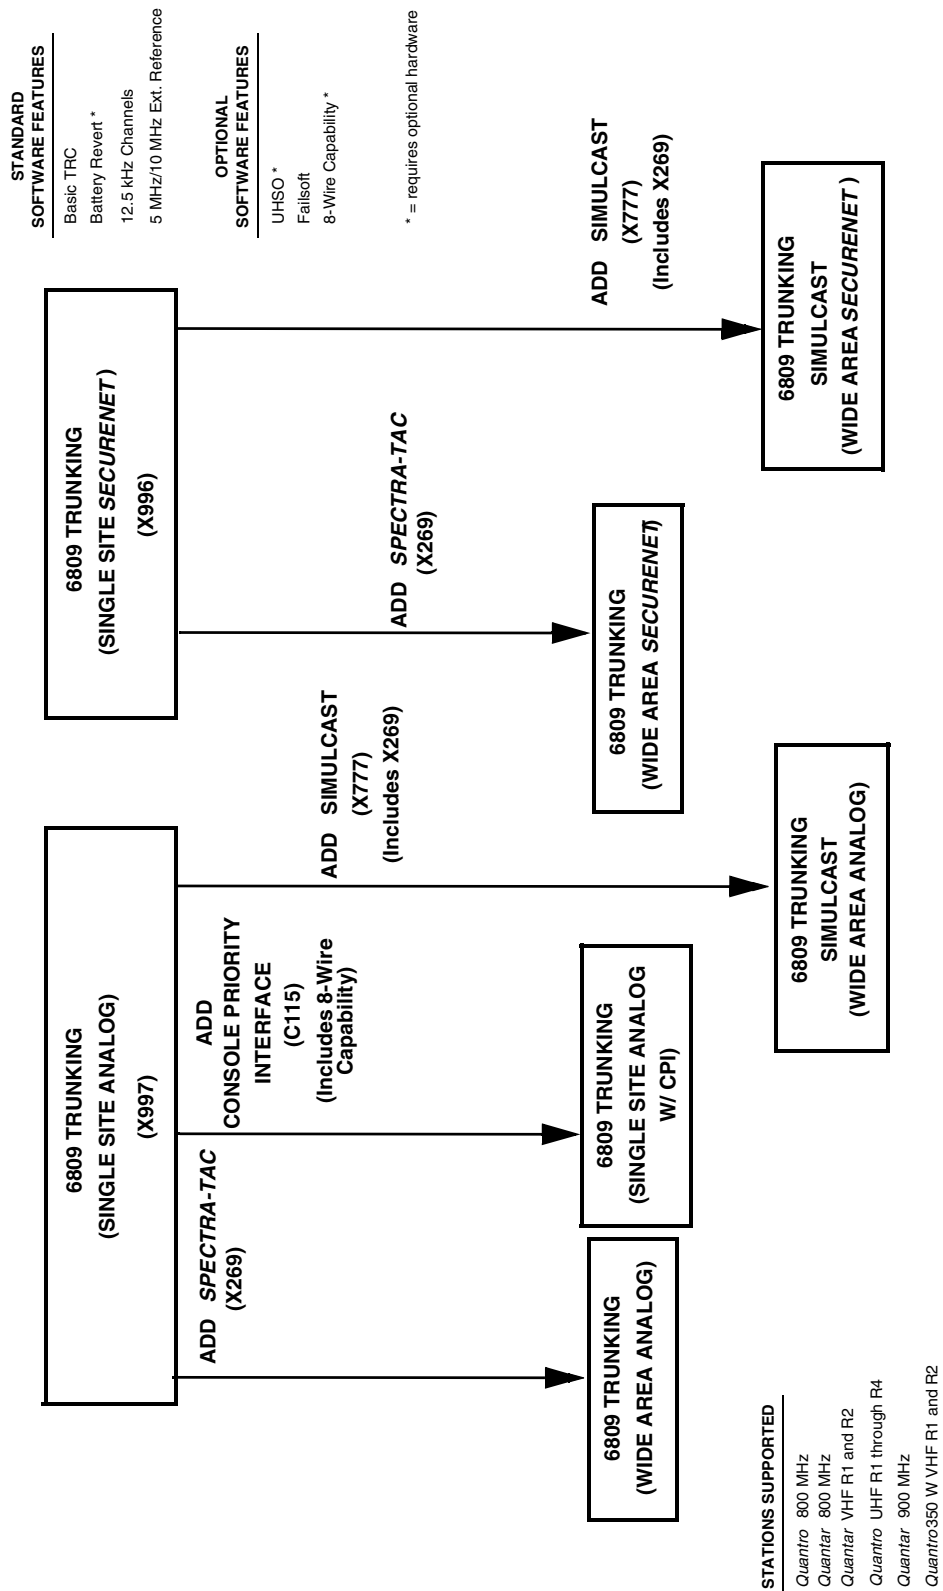 STANDARD
SOFTWARE FEATURES
Basic TRC
Battery Revert *
12.5 kHz Channels
5 MHz/10 MHz Ext. Reference
OPTIONAL
SOFTWARE FEATURES
UHSO *
Failsoft
8-Wire Capability *
* = requires optional hardware
6809 TRUNKING
(SINGLE SITE ANALOG)
(X997)
6809 TRUNKING
(SINGLE SITE SECURENET)
(X996)
ADD SPECTRA-TAC
(X269)
ADD
CONSOLE PRIORITY
INTERFACE
(C115)
(Includes 8-Wire
Capability)
ADD SIMULCAST
(X777)
(Includes X269)
ADD SPECTRA-TAC
(X269)
ADD SIMULCAST
(X777)
(Includes X269)
6809 TRUNKING
(WIDE AREA ANALOG)
6809 TRUNKING
(SINGLE SITE ANALOG
W/ CPI)
6809 TRUNKING
SIMULCAST
(WIDE AREA ANALOG)
6809 TRUNKING
(WIDE AREA SECURENET)
6809 TRUNKING
SIMULCAST
(WIDE AREA SECURENET )
STATIONS SUPPORTED
Quantro 800 MHz
Quantar 800 MHz
Quantar VHF R1 and R2
Quantro UHF R1 through R4
Quantar 900 MHz
Quantro 350 W VHF R1 and R2